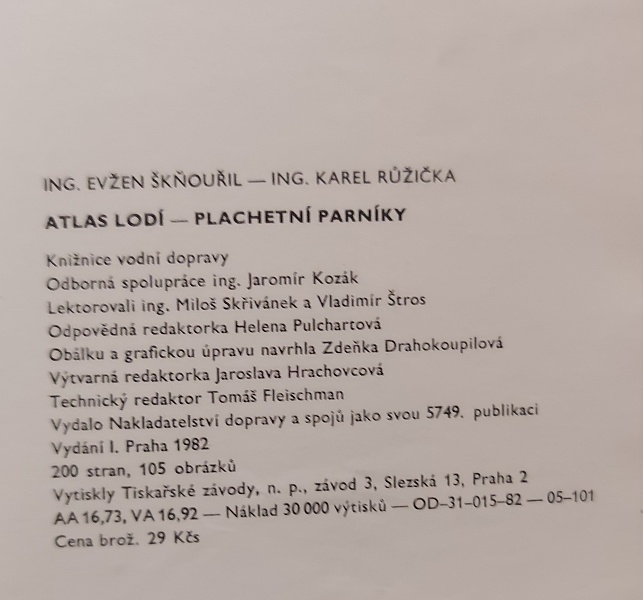 ING. EVŽEN ŠKŇOUŘIL — ING. KAREL RŮŽIČKA
ATLAS LODÍ — PLACHETNÍ PARNÍKY
Knižnice vodní dopravy
Odborná spolupráce ing. Jaromír Kozák
Lektorovali ing. Miloš Skřivánek a Vladimír Štros
Odpovědná redaktorka Helena Pulchartová
Obálku a grafickou úpravu navrhla Zdeňka Drahokoupilová
Výtvarná redaktorka Jaroslava Hrachovcová
Technický redaktor Tomáš Fleischman
Vydalo Nakladatelství dopravy a spojů jako svou 5749. publikaci
Vydání I. Praha 1982
200 stran, 105 obrázků
Vytiskly Tiskařské závody, n. p., závod 3, Slezská 13, Praha 2
AA 16,73, VA 16,92 — Náklad 30 000 výtisků — OD–31–015–82 — 05–101
Cena brož. 29 Kčs